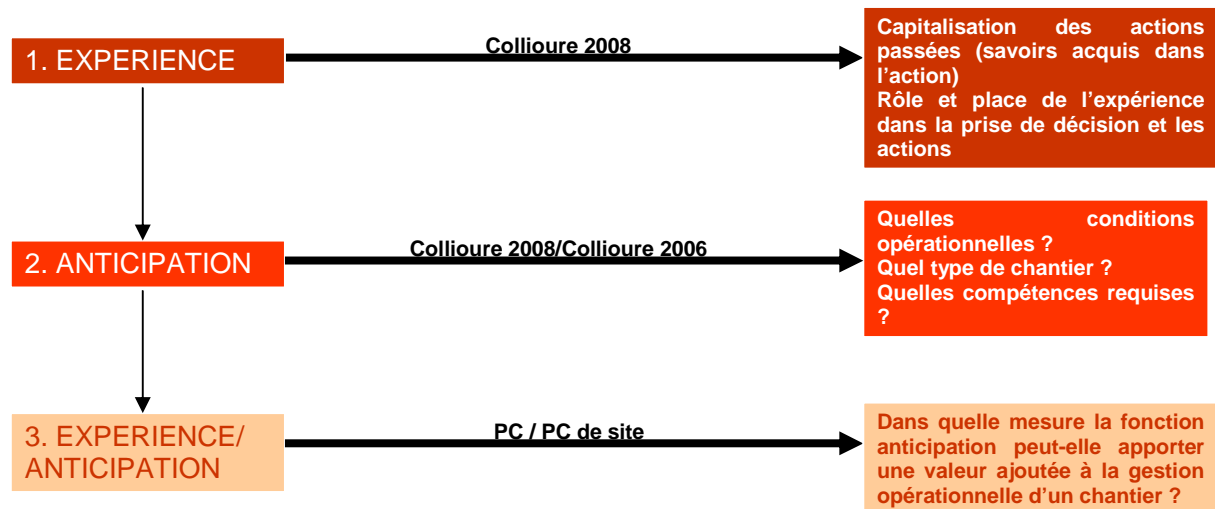 1. EXPERIENCE
Collioure 2008
Capitalisation des actions
passées (savoirs acquis dans
l'action)
Rôle et place de l'expérience
dans la prise de décision et les
actions
2. ANTICIPATION
Collioure 2008/Collioure 2006
Quelles conditions
opérationnelles ?
Quel type de chantier ?
Quelles compétences requises
?
3. EXPERIENCE/
ANTICIPATION
PC / PC de site
Dans quelle mesure la fonction
anticipation peut-elle apporter
une valeur ajoutée à la gestion
opérationnelle d'un chantier ?